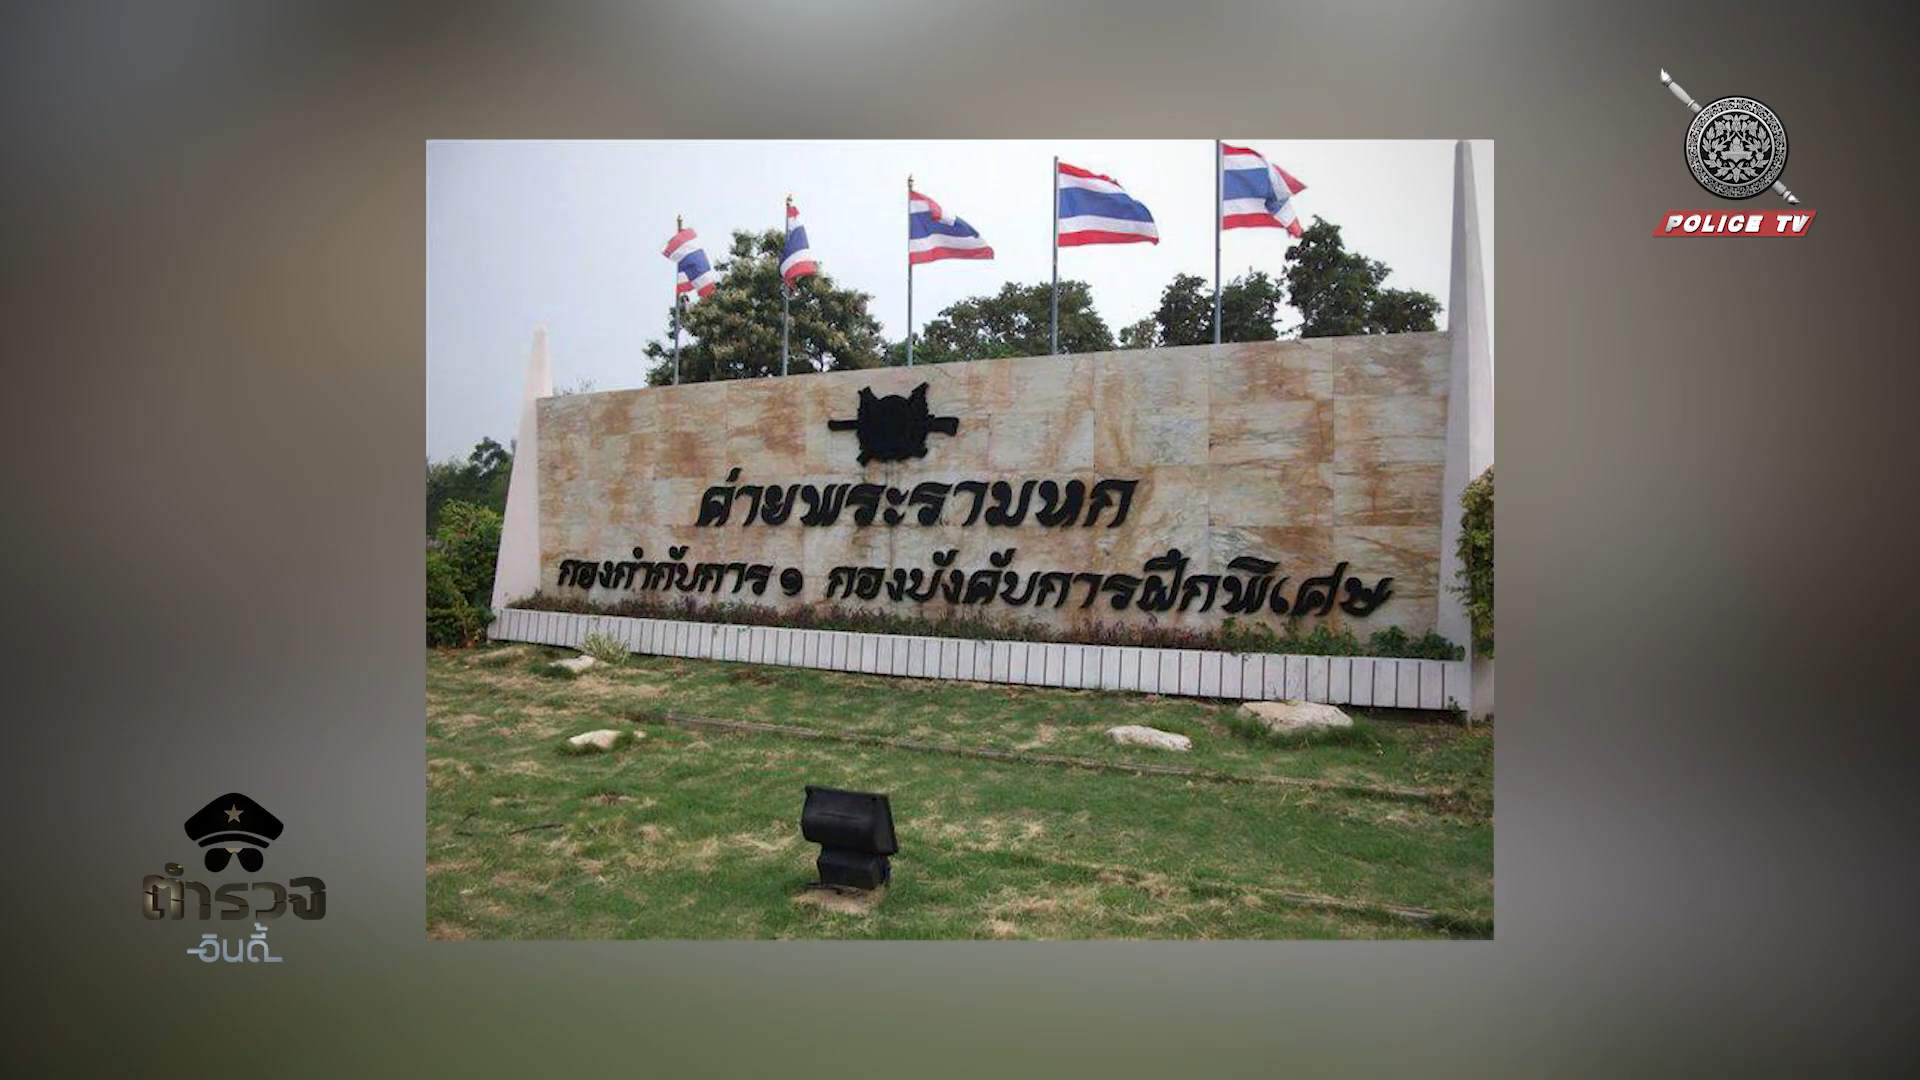 POLICE TV
ค่ายพระรามหก
กองกำกับการ ๑ กองบังคับการฝึกพิเศษ
ตำรวจ
อินดี้